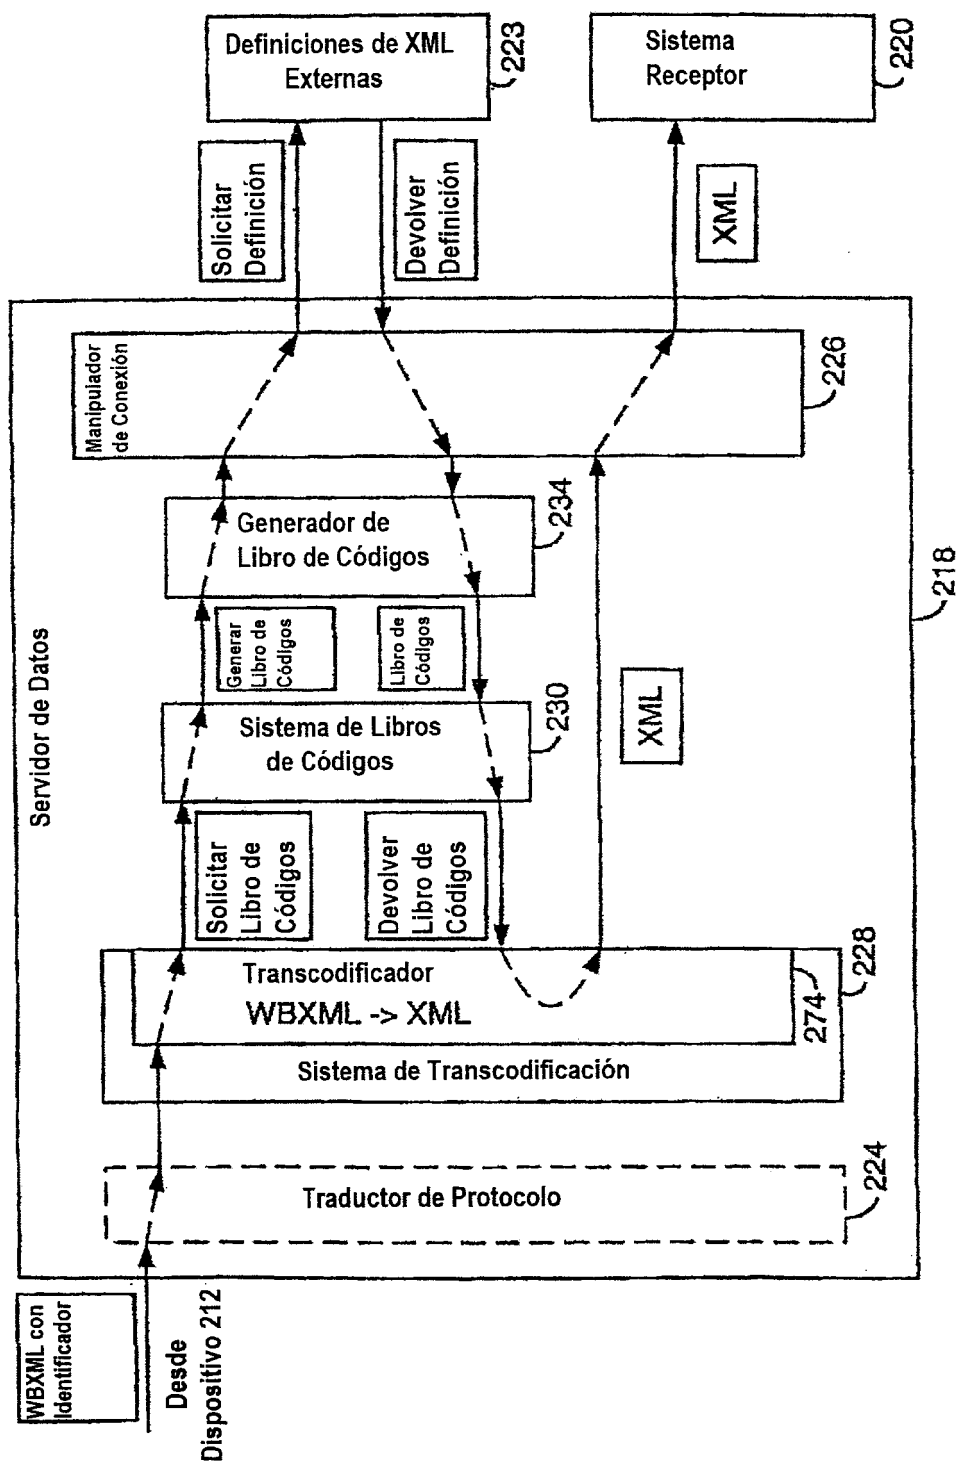 Definiciones de XML
Externas
223
Sistema
Receptor
220
Solicitar
Definición
Devolver
Definición
XML
Manipulador
de Conexión
226
Generador de
Libro de Códigos
234
Generar
Libro de
Códigos
Libro de
Códigos
218
Servidor de Datos
Sistema de Libros
de Códigos
230
XML
Solicitar
Libro de
Códigos
Devolver
Libro de
Códigos
Transcodificador
WBXML -> XML
274
228
Sistema de Transcodificación
Traductor de Protocolo
224
WBXML con
Identificador
Desde
Dispositivo 212